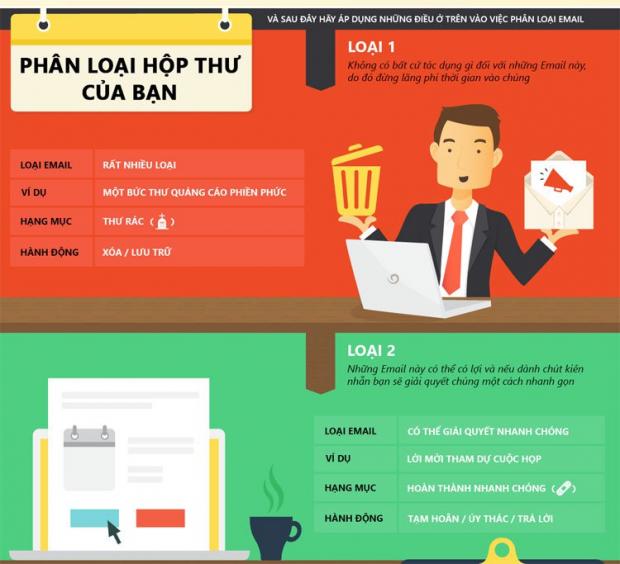 VÀ SAU ĐÂY HÃY ÁP DỤNG NHỮNG ĐIỀU Ở TRÊN VÀO VIỆC PHÂN LOẠI EMAIL
PHÂN LOẠI HỘP THƯ
CỦA BẠN
LOẠI 1
Không có bất cứ tác dụng gì đối với những Email này,
do đó đừng lãng phí thời gian vào chúng
LOẠI EMAIL RẤT NHIỀU LOẠI
VÍ DỤ MỘT BỨC THƯ QUẢNG CÁO PHIỀN PHỨC
HẠNG MỤC THƯ RÁC ( )
HÀNH ĐỘNG XÓA / LƯU TRỮ
LOẠI 2
Những Email này có thể có lợi và nếu dành chút kiên
nhẫn bạn sẽ giải quyết chúng một cách nhanh gọn
LOẠI EMAIL CÓ THỂ GIẢI QUYẾT NHANH CHÓNG
VÍ DỤ LỜI MỜI THAM DỰ CUỘC HỌP
HẠNG MỤC HOÀN THÀNH NHANH CHÓNG ( )
HÀNH ĐỘNG TẠM HOÃN / ỦY THÁC / TRẢ LỜI